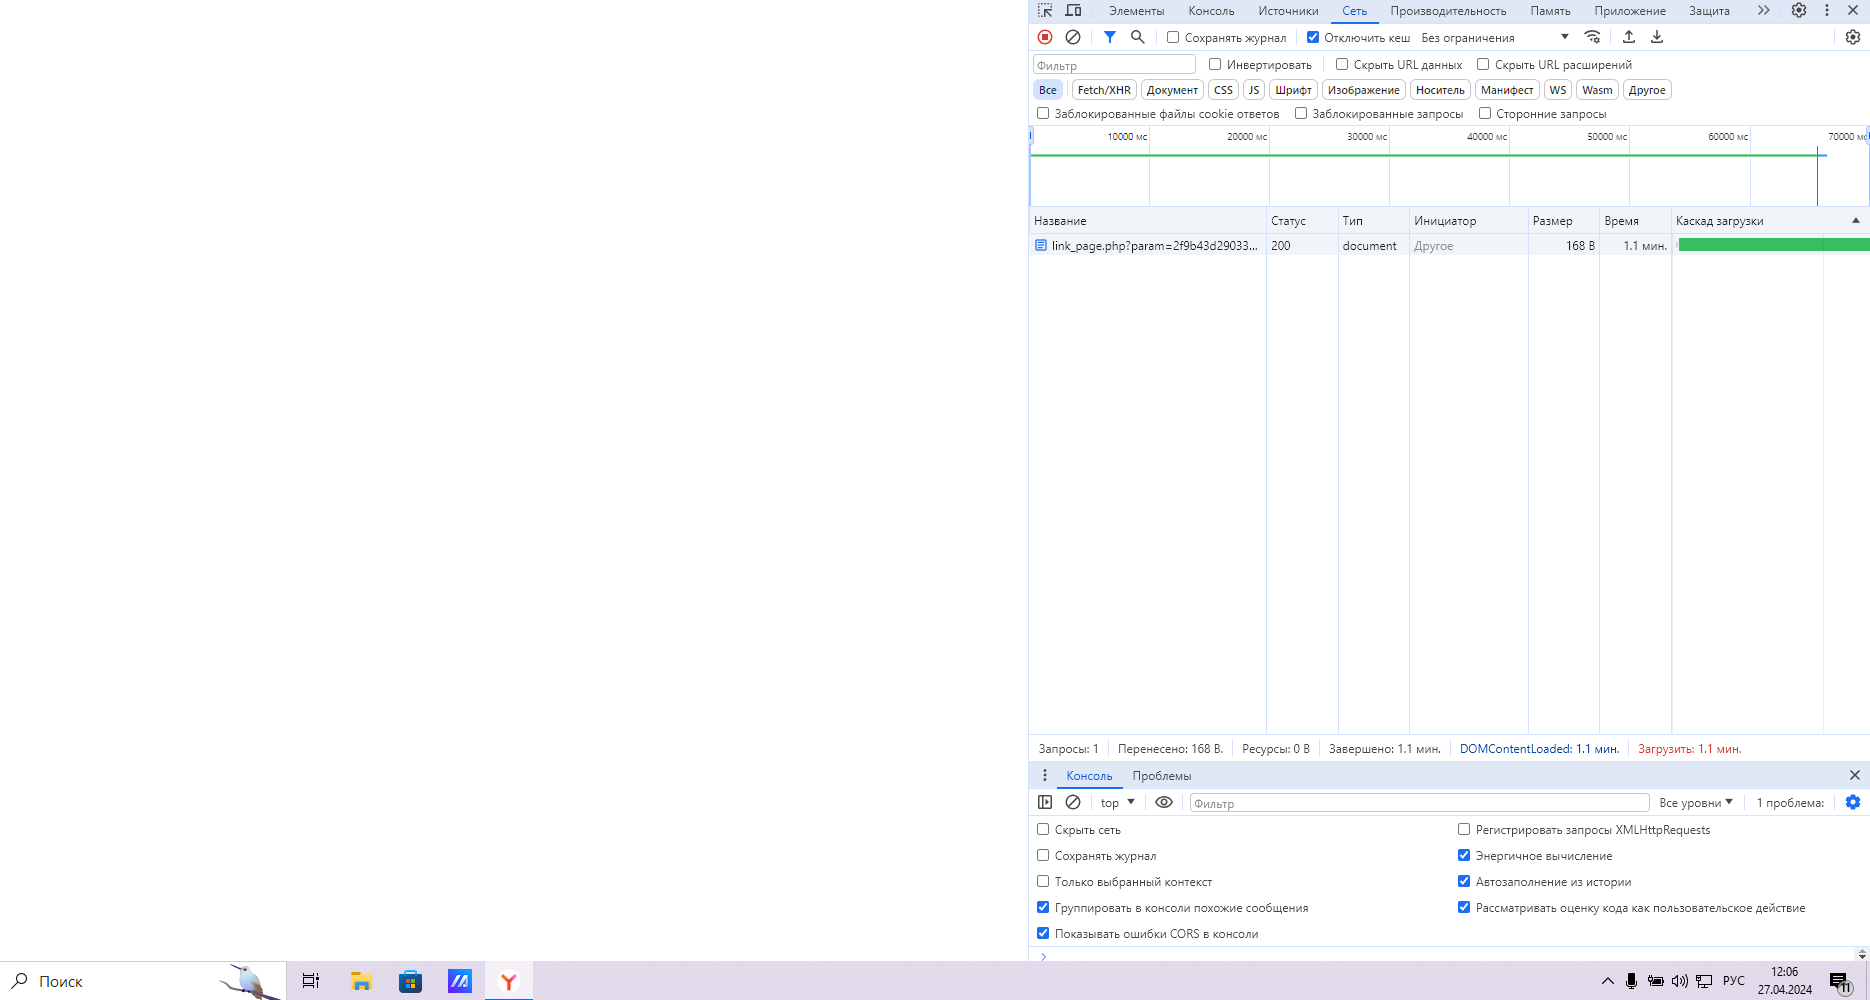 Элементы Консоль Источники Сеть Производительность Память Приложение Защита
Сохранять журнал Отключить кеш Без ограничения
Фильтр Инвертировать Скрыть URL данных Скрыть URL расширений
Все Fetch/XHR Документ CSS JS Шрифт Изображение Носитель Манифест WS Wasm Другое
Заблокированные файлы cookie ответов Заблокированные запросы Сторонние запросы
10000 мс 20000 мс 30000 мс 40000 мс 50000 мс 60000 мс 70000 мс
Название Статус Тип Инициатор Размер Время Каскад загрузки
link_page.php?param=2f9b43d29033... 200 document Другое 168 B 1.1 мин.
Запросы: 1 Перенесено: 168 B. Ресурсы: 0 B Завершено: 1.1 мин. DOMContentLoaded: 1.1 мин. Загрузить: 1.1 мин.
Консоль Проблемы
top Фильтр Все уровни 1 проблема:
Скрыть сеть Регистрировать запросы XMLHttpRequests
Сохранять журнал Энергичное вычисление
Только выбранный контекст Автозаполнение из истории
Группировать в консоли похожие сообщения Рассматривать оценку кода как пользовательское действие
Показывать ошибки CORS в консоли
Поиск РУС 12:06
27.04.2024 11